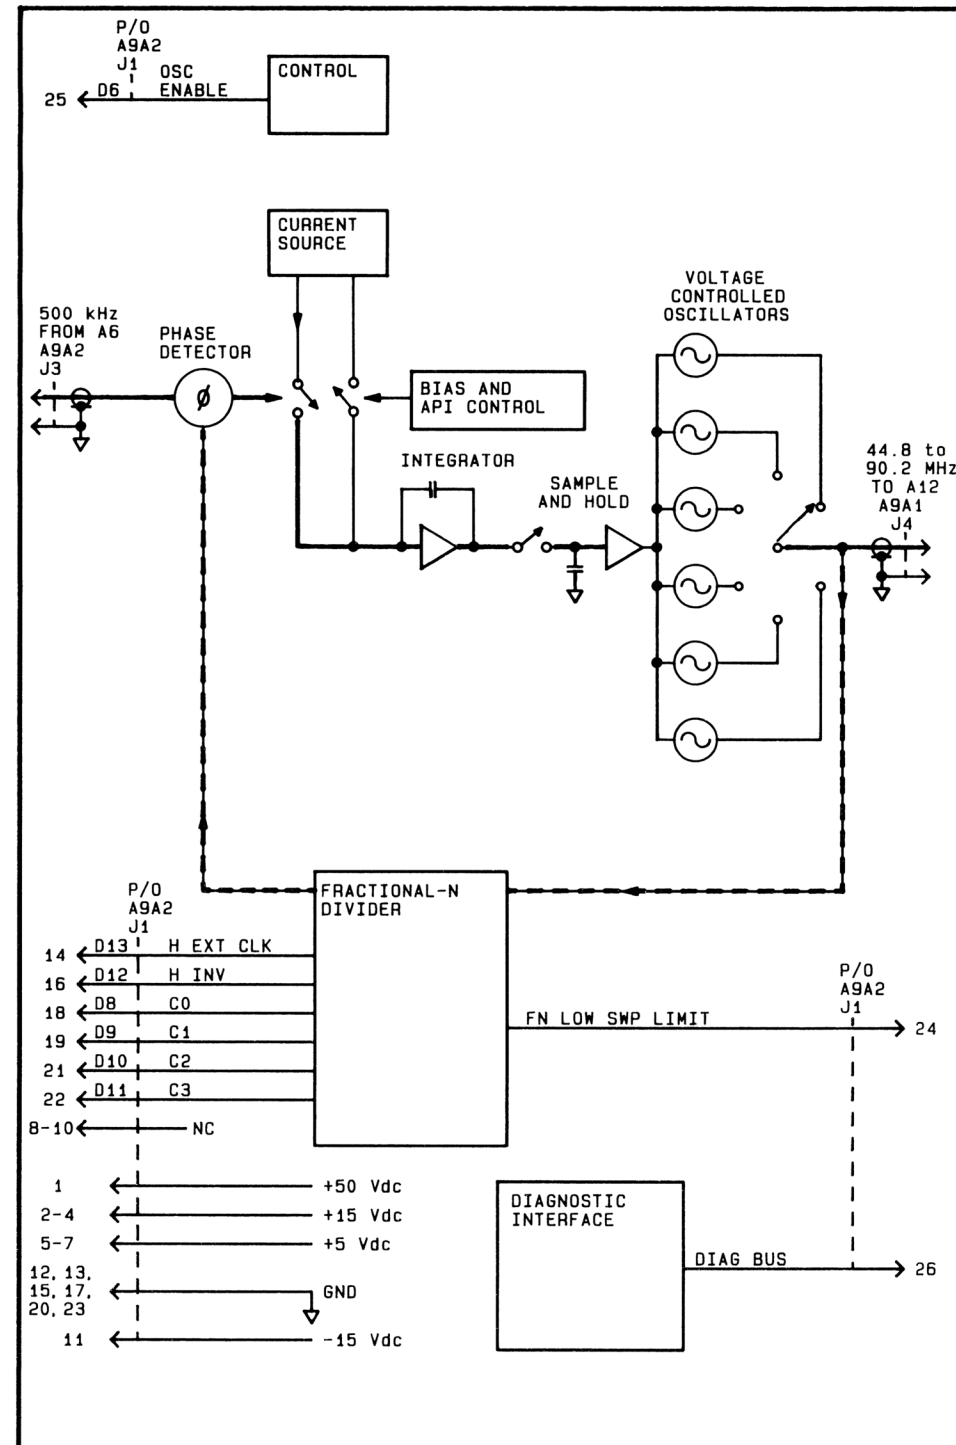 P/O
A9A2
J1
OSC
ENABLE
25
D6
CONTROL
CURRENT
SOURCE
500 kHz
FROM A6
A9A2
J3
PHASE
DETECTOR
ø
BIAS AND
API CONTROL
INTEGRATOR
SAMPLE
AND HOLD
VOLTAGE
CONTROLLED
OSCILLATORS
44.8 to
90.2 MHz
TO A12
A9A1
J4
FRACTIONAL-N
DIVIDER
P/O
A9A2
J1
14 D13 H EXT CLK
16 D12 H INV
18 D8 C0
19 D9 C1
21 D10 C2
22 D11 C3
8-10 NC
FN LOW SWP LIMIT
P/O
A9A2
J1
24
1 +50 Vdc
2-4 +15 Vdc
5-7 +5 Vdc
12, 13,
15, 17,
20, 23
GND
11 -15 Vdc
DIAGNOSTIC
INTERFACE
DIAG BUS
26